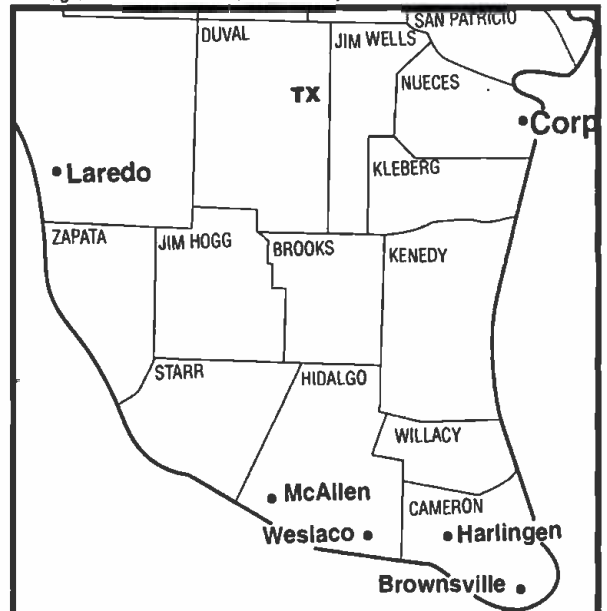 SAN PATRICIO
DUVAL
JIM WELLS
NUECES
TX
Corp
Laredo
KLEBERG
ZAPATA
JIM HOGG
BROOKS
KENEDY
STARR
HIDALGO
WILLACY
McAllen
CAMERON
Weslaco
Harlingen
Brownsville